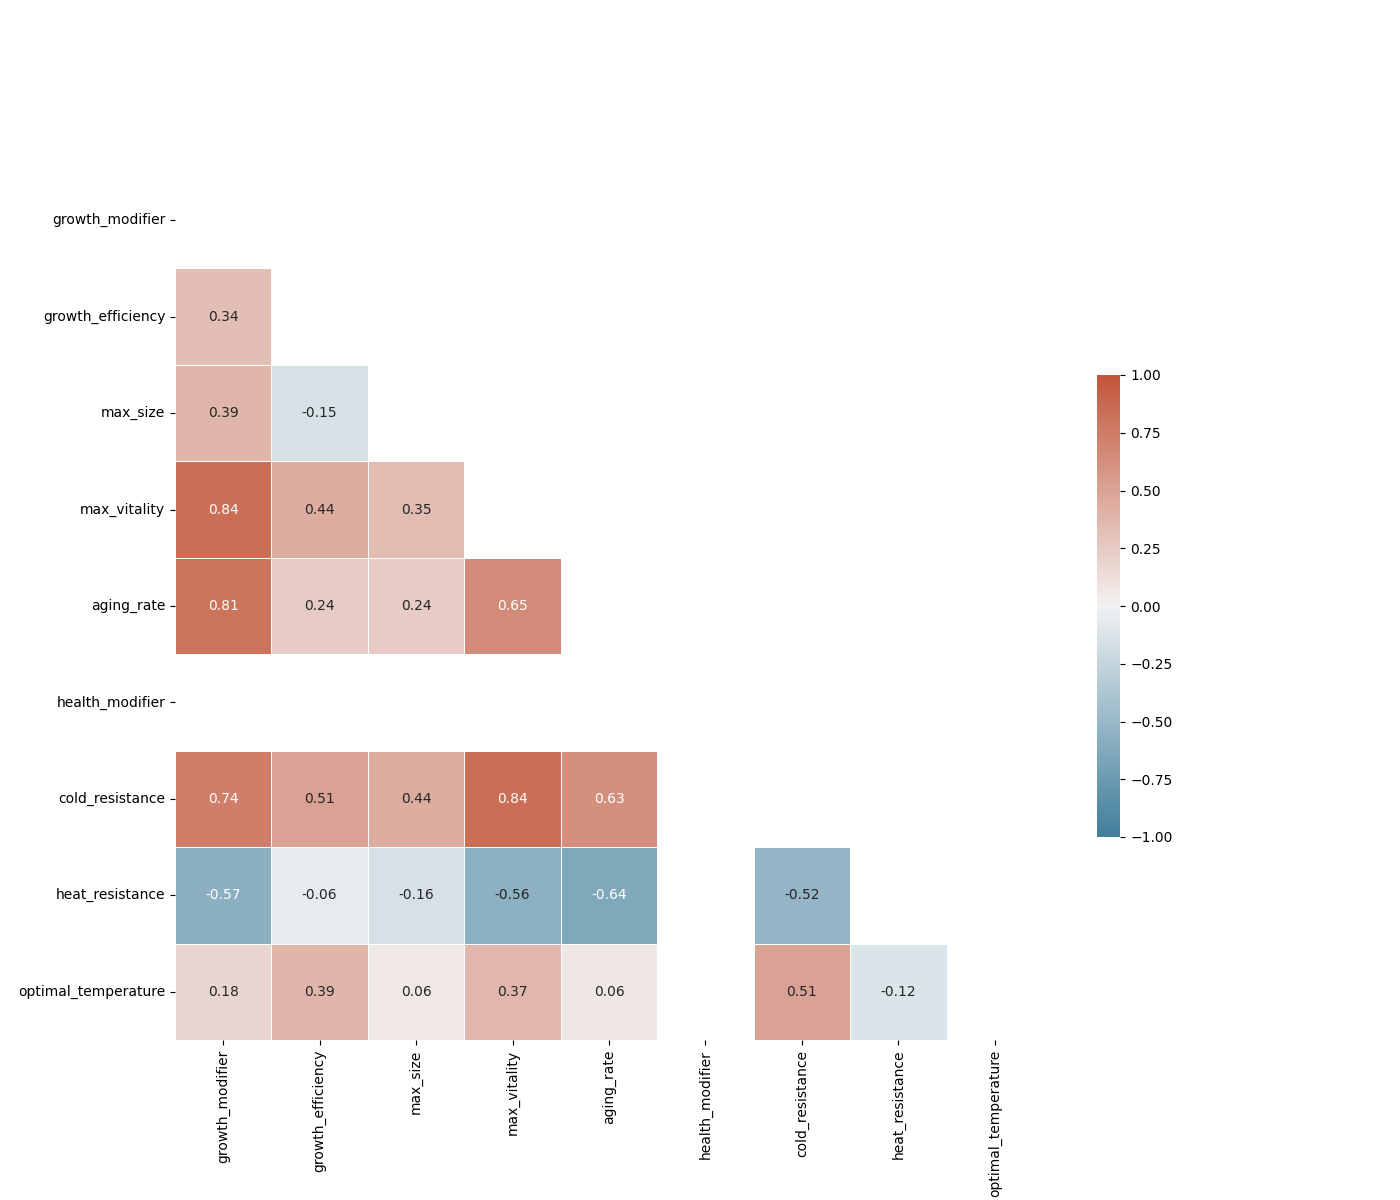 growth_modifier
growth_efficiency 0.34
max_size 0.39 -0.15
max_vitality 0.84 0.44 0.35
aging_rate 0.81 0.24 0.24 0.65
health_modifier
cold_resistance 0.74 0.51 0.44 0.84 0.63
heat_resistance -0.57 -0.06 -0.16 -0.56 -0.64 -0.52
optimal_temperature 0.18 0.39 0.06 0.37 0.06 0.51 -0.12
growth_modifier
growth_efficiency
max_size
max_vitality
aging_rate
health_modifier
cold_resistance
heat_resistance
optimal_temperature
1.00
0.75
0.50
0.25
0.00
−0.25
−0.50
−0.75
−1.00